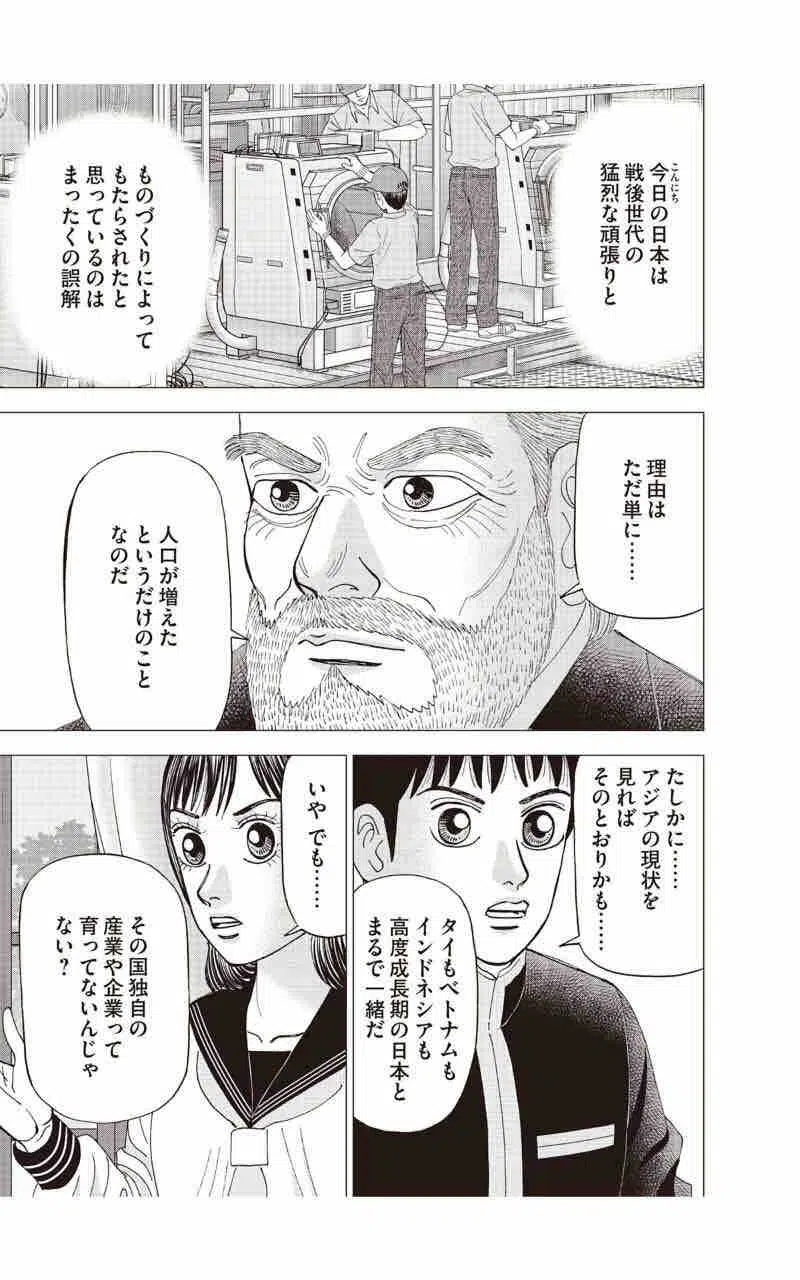 今日の日本は
こんにち
戦後世代の
猛烈な頑張りと
ものづくりによって
もたらされたと
思っているのは
まったくの誤解
理由は
ただ単に……
人口が増えた
というだけのこと
なのだ
たしかに……
アジアの現状を
見れば
そのとおりかも……
タイもベトナムも
インドネシアも
高度成長期の日本と
まるで一緒だ
いや でも……
その国独自の
産業や企業って
育ってないんじゃ
ない?